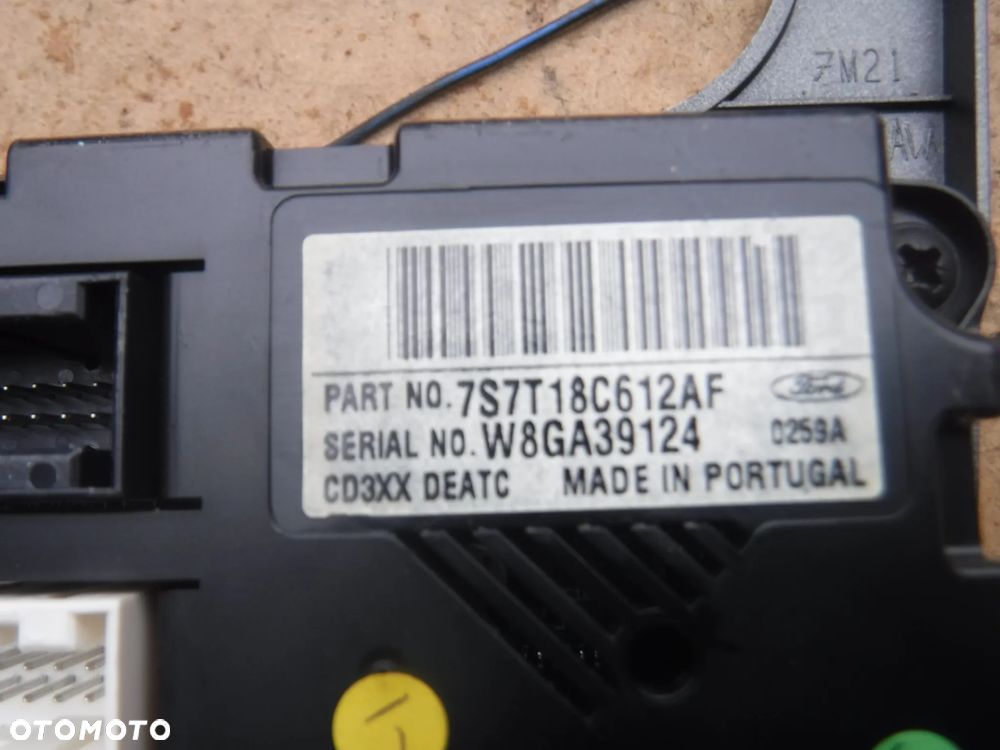 7M21
PART NO. 7S7T18C612AF
Ford
SERIAL NO. W8GA39124 0259A
CD3XX DEATC MADE IN PORTUGAL
OTOMOTO